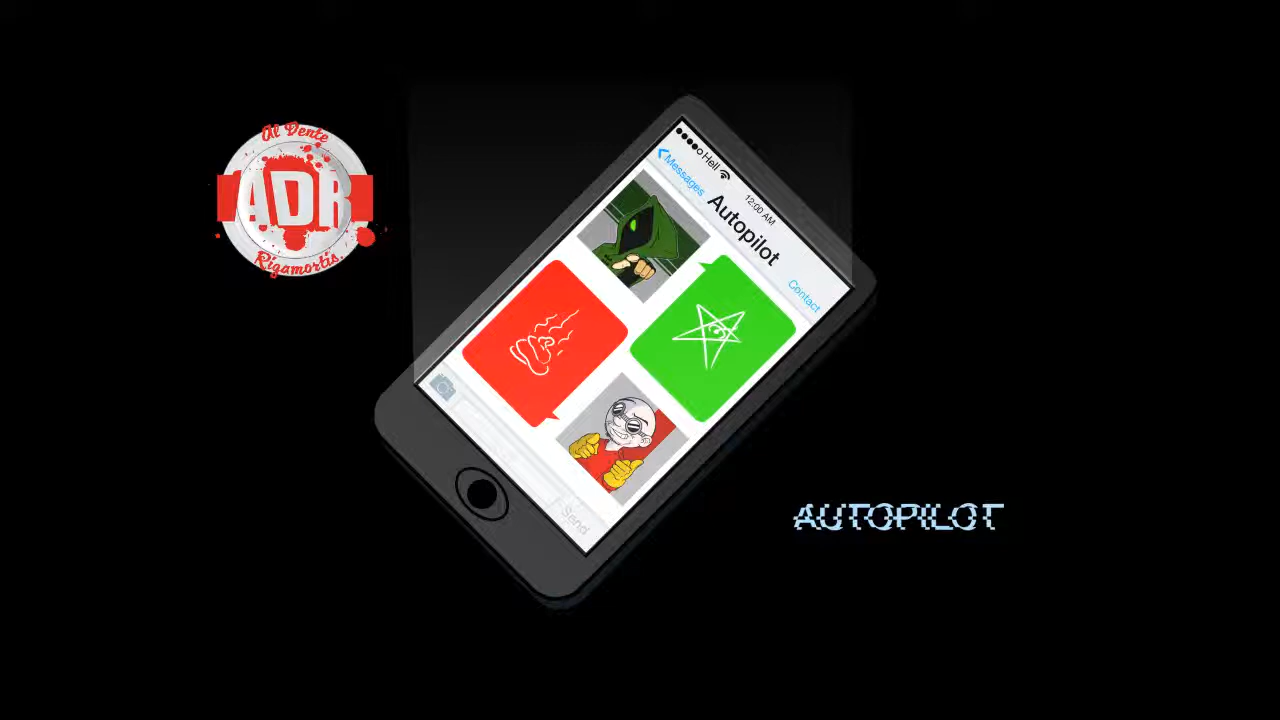 Al Dente
ADR
Rigamortis.
Hell
12:00 AM
Messages
Autopilot
Contact
Send
AUTOPILOT